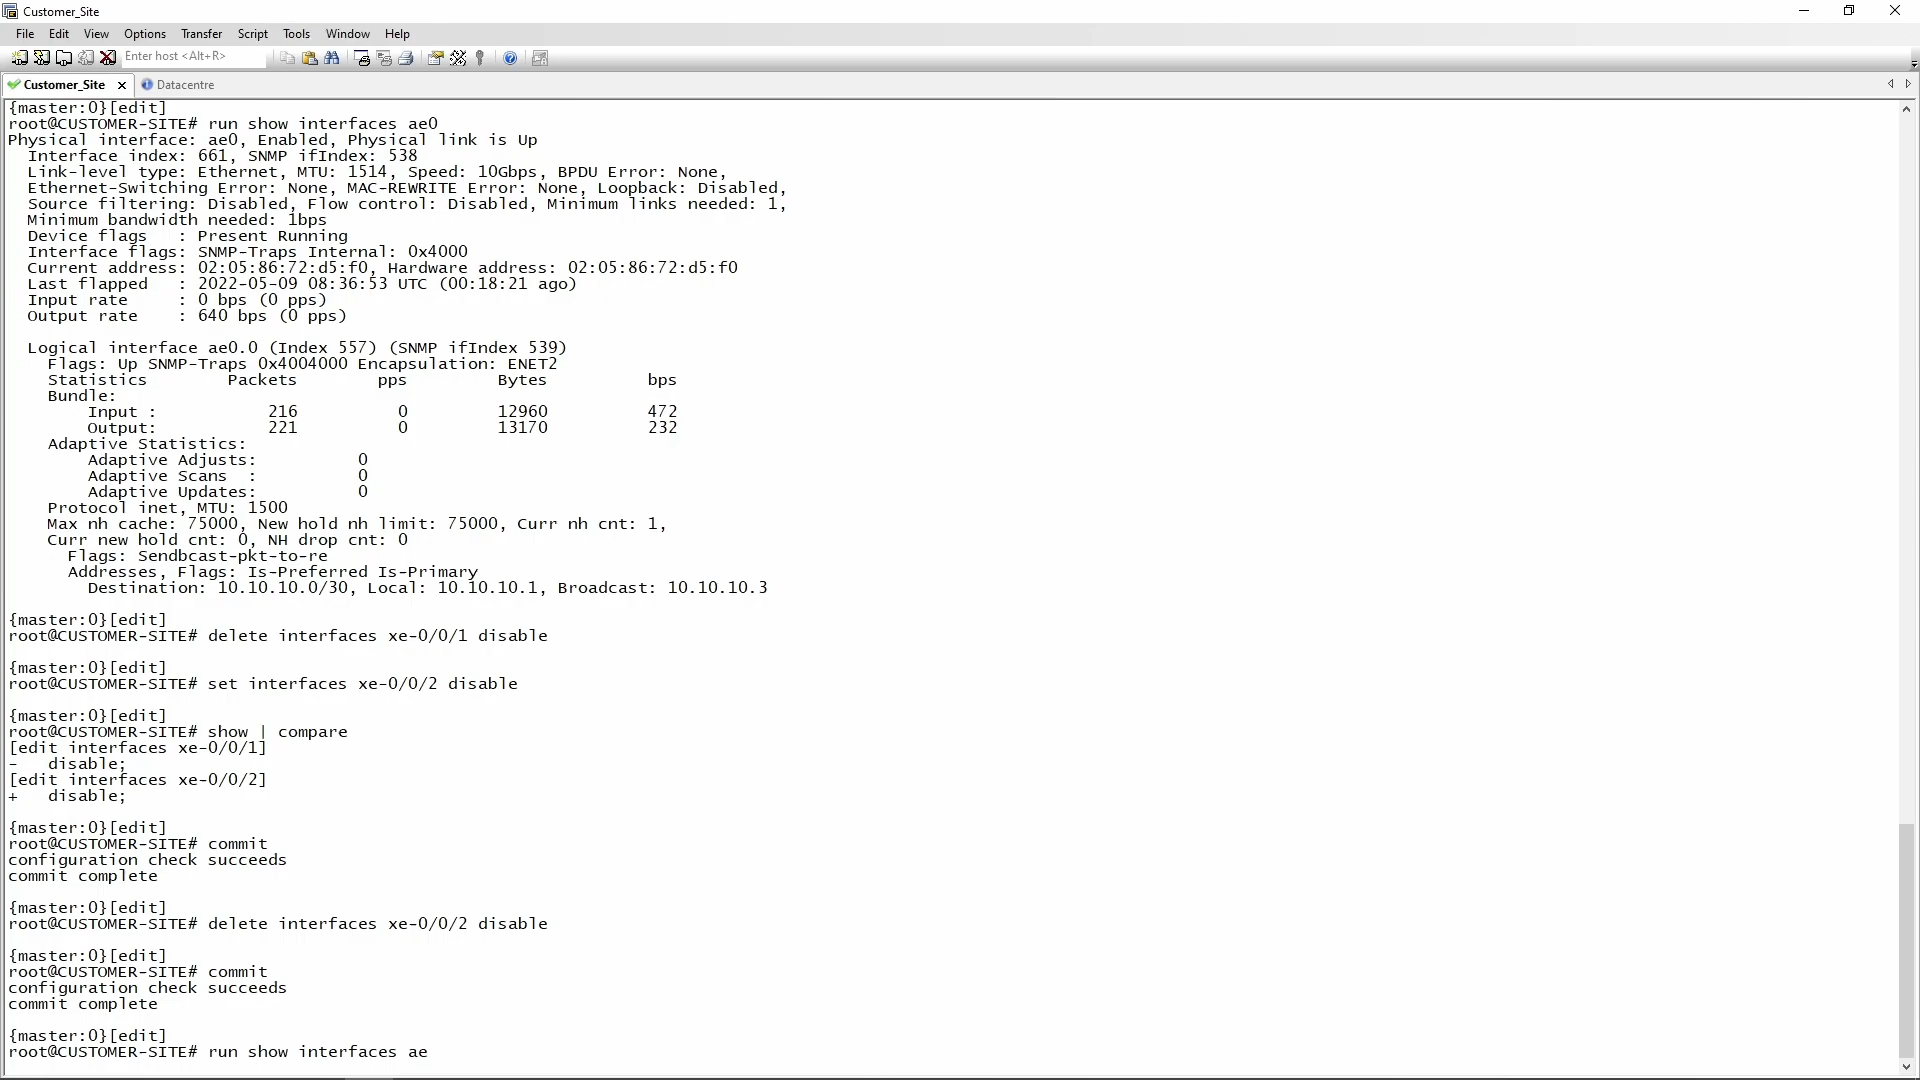 Customer_Site
File Edit View Options Transfer Script Tools Window Help
Enter host <Alt+R>
Customer_Site Datacentre
{master:0}[edit]
root@CUSTOMER-SITE# run show interfaces ae0
Physical interface: ae0, Enabled, Physical link is Up
  Interface index: 661, SNMP ifIndex: 538
  Link-level type: Ethernet, MTU: 1514, Speed: 10Gbps, BPDU Error: None,
  Ethernet-Switching Error: None, MAC-REWRITE Error: None, Loopback: Disabled,
  Source filtering: Disabled, Flow control: Disabled, Minimum links needed: 1,
  Minimum bandwidth needed: 1bps
  Device flags   : Present Running
  Interface flags: SNMP-Traps Internal: 0x4000
  Current address: 02:05:86:72:d5:f0, Hardware address: 02:05:86:72:d5:f0
  Last flapped   : 2022-05-09 08:36:53 UTC (00:18:21 ago)
  Input rate     : 0 bps (0 pps)
  Output rate    : 640 bps (0 pps)
  Logical interface ae0.0 (Index 557) (SNMP ifIndex 539)
    Flags: Up SNMP-Traps 0x4004000 Encapsulation: ENET2
    Statistics        Packets        pps         Bytes          bps
    Bundle:
        Input :           216          0         12960          472
        Output:           221          0         13170          232
    Adaptive Statistics:
        Adaptive Adjusts:          0
        Adaptive Scans  :          0
        Adaptive Updates:          0
    Protocol inet, MTU: 1500
    Max nh cache: 75000, New hold nh limit: 75000, Curr nh cnt: 1,
    Curr new hold cnt: 0, NH drop cnt: 0
      Flags: Sendbcast-pkt-to-re
      Addresses, Flags: Is-Preferred Is-Primary
        Destination: 10.10.10.0/30, Local: 10.10.10.1, Broadcast: 10.10.10.3
{master:0}[edit]
root@CUSTOMER-SITE# delete interfaces xe-0/0/1 disable
{master:0}[edit]
root@CUSTOMER-SITE# set interfaces xe-0/0/2 disable
{master:0}[edit]
root@CUSTOMER-SITE# show | compare
[edit interfaces xe-0/0/1]
-   disable;
[edit interfaces xe-0/0/2]
+   disable;
{master:0}[edit]
root@CUSTOMER-SITE# commit
configuration check succeeds
commit complete
{master:0}[edit]
root@CUSTOMER-SITE# delete interfaces xe-0/0/2 disable
{master:0}[edit]
root@CUSTOMER-SITE# commit
configuration check succeeds
commit complete
{master:0}[edit]
root@CUSTOMER-SITE# run show interfaces ae